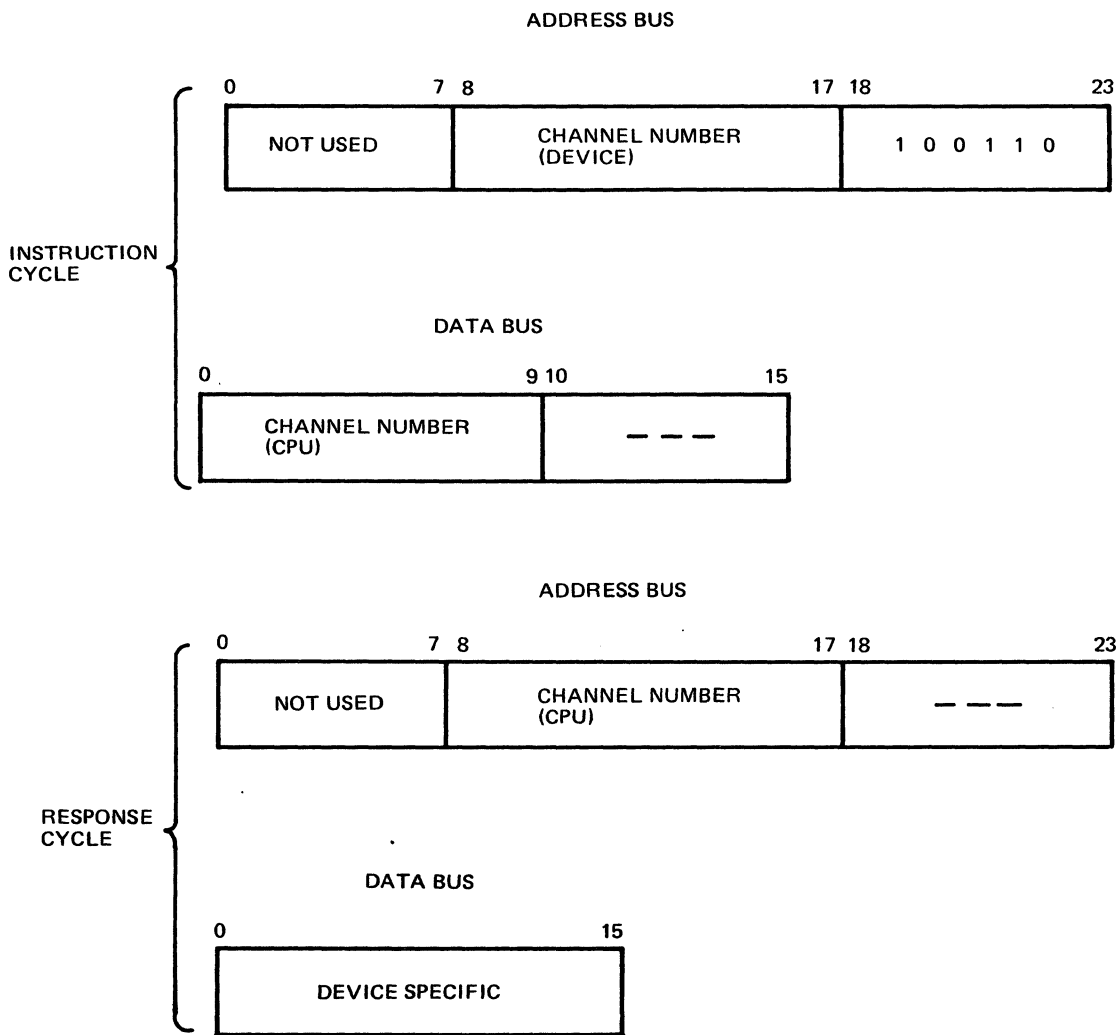 ADDRESS BUS
0 7 8 17 18 23
NOT USED
CHANNEL NUMBER
(DEVICE)
1 0 0 1 1 0
INSTRUCTION
CYCLE
DATA BUS
0 9 10 15
CHANNEL NUMBER
(CPU)
— — —
ADDRESS BUS
0 7 8 17 18 23
NOT USED
CHANNEL NUMBER
(CPU)
— — —
RESPONSE
CYCLE
DATA BUS
0 15
DEVICE SPECIFIC